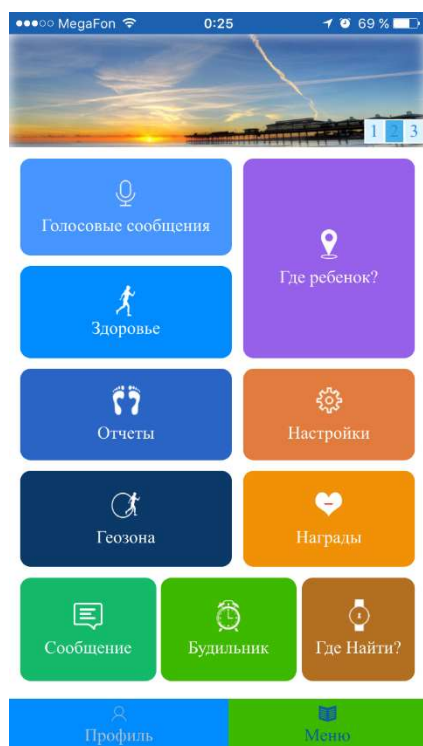 MegaFon 0:25 69 %
1 2 3
Голосовые сообщения
Где ребенок?
Здоровье
Отчеты
Настройки
Геозона
Награды
Сообщение
Будильник
Где Найти?
Профиль
Меню